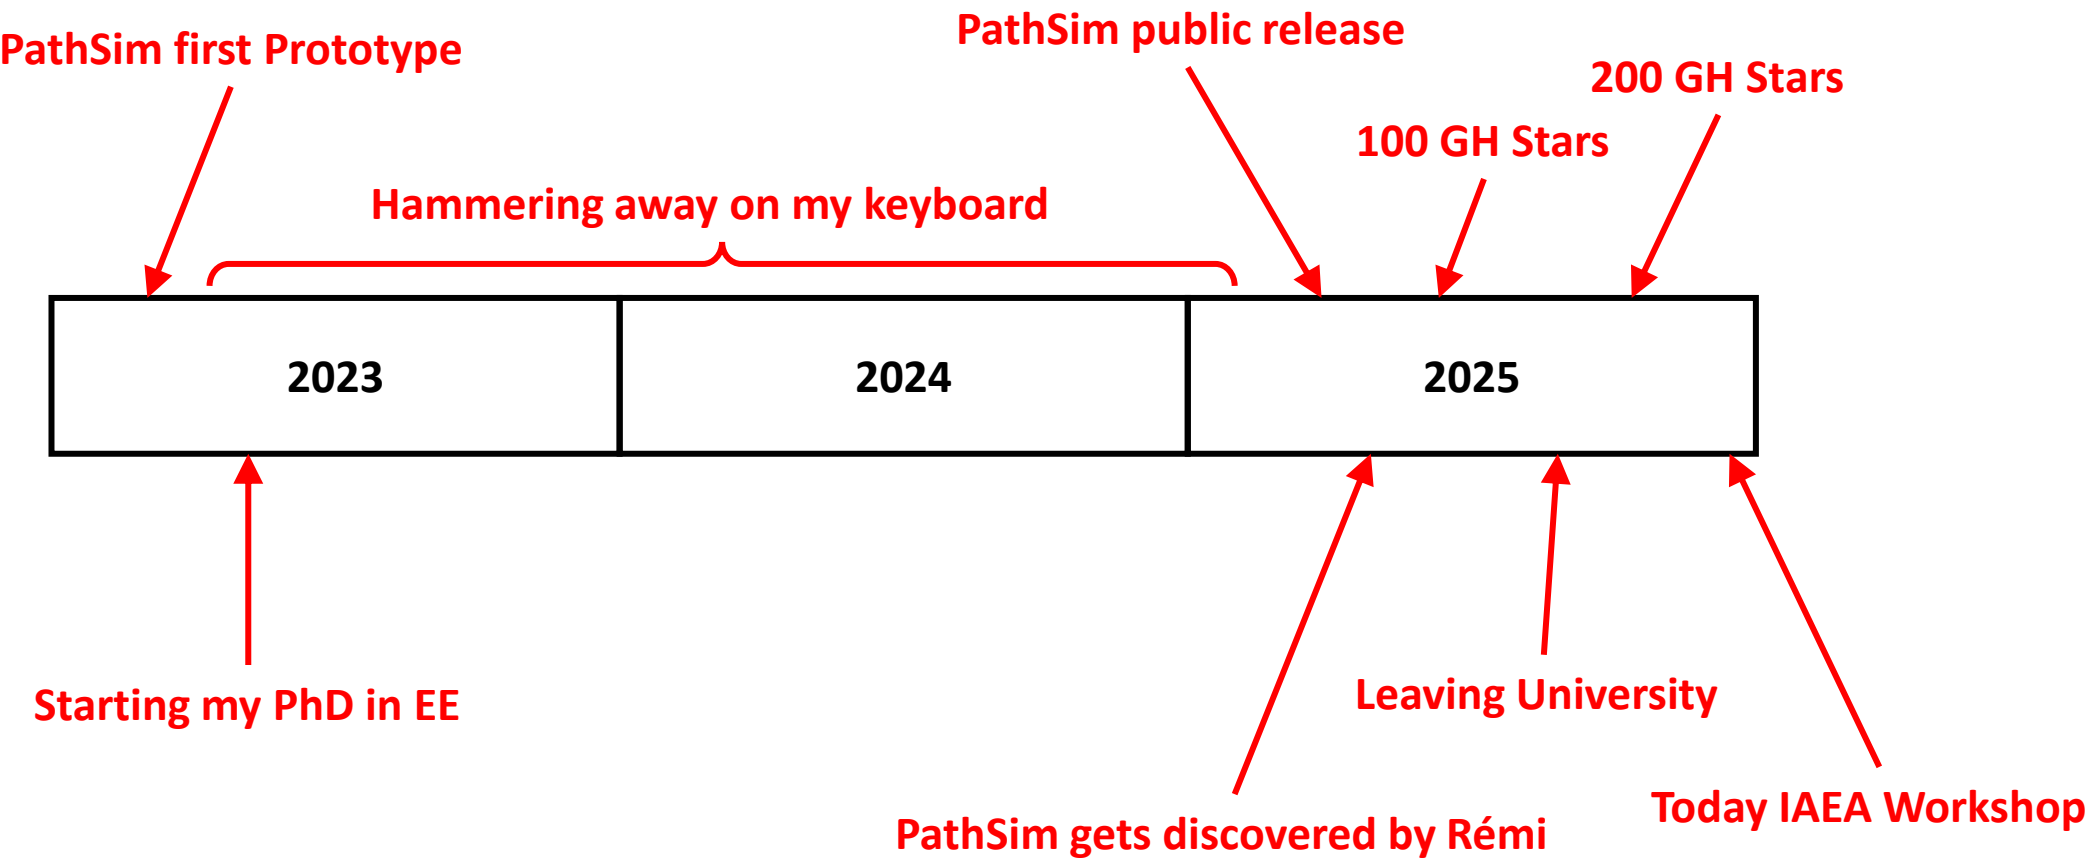 PathSim first Prototype
PathSim public release
200 GH Stars
100 GH Stars
Hammering away on my keyboard
2023
2024
2025
Starting my PhD in EE
Leaving University
Today IAEA Workshop
PathSim gets discovered by Rémi